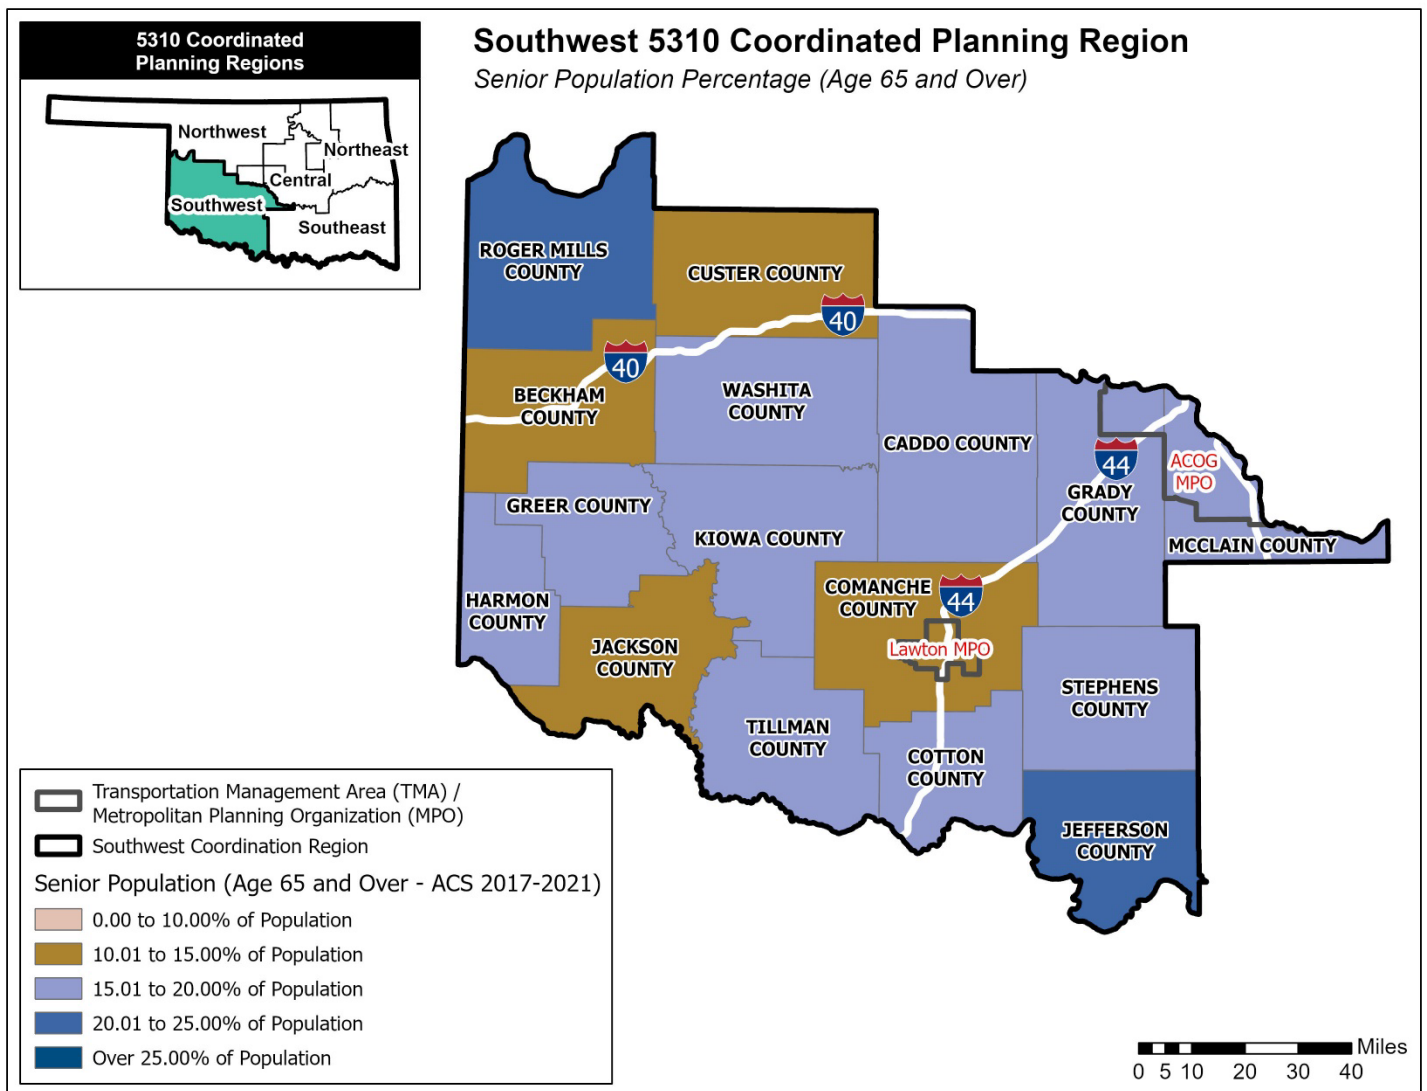 5310 Coordinated
Planning Regions
Northwest
Northeast
Central
Southwest
Southeast
Southwest 5310 Coordinated Planning Region
Senior Population Percentage (Age 65 and Over)
ROGER MILLS
COUNTY
CUSTER COUNTY
40
40
BECKHAM
COUNTY
WASHITA
COUNTY
CADDO COUNTY
44
ACOG
MPO
GRADY
COUNTY
GREER COUNTY
KIOWA COUNTY
MCCLAIN COUNTY
HARMON
COUNTY
COMANCHE
COUNTY
44
JACKSON
COUNTY
Lawton MPO
STEPHENS
COUNTY
TILLMAN
COUNTY
COTTON
COUNTY
JEFFERSON
COUNTY
Transportation Management Area (TMA) /
Metropolitan Planning Organization (MPO)
Southwest Coordination Region
Senior Population (Age 65 and Over - ACS 2017-2021)
0.00 to 10.00% of Population
10.01 to 15.00% of Population
15.01 to 20.00% of Population
20.01 to 25.00% of Population
Over 25.00% of Population
Miles
0 5 10 20 30 40